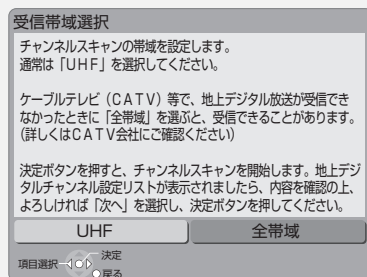 受信帯域選択
チャンネルスキャンの帯域を設定します。
通常は「UHF」を選択してください。
ケーブルテレビ(CATV)等で、地上デジタル放送が受信でき
なかったときに「全帯域」を選ぶと、受信できることがあります。
(詳しくはCATV会社にご確認ください)
決定ボタンを押すと、チャンネルスキャンを開始します。地上デジ
タルチャンネル設定リストが表示されましたら、内容を確認の上、
よろしければ「次へ」を選択し、決定ボタンを押してください。
UHF 全帯域
決定
項目選択
戻る